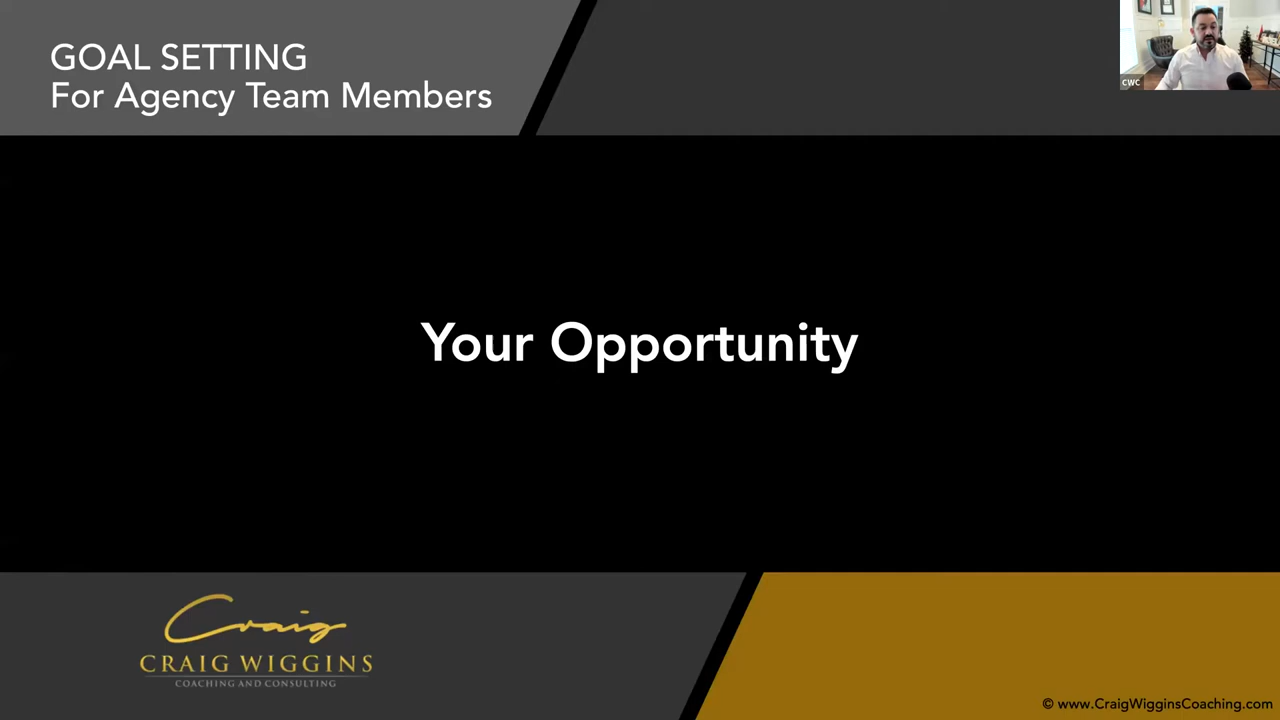 GOAL SETTING
For Agency Team Members
CWC
Your Opportunity
Craig
CRAIG WIGGINS
COACHING AND CONSULTING
© www.CraigWigginsCoaching.com